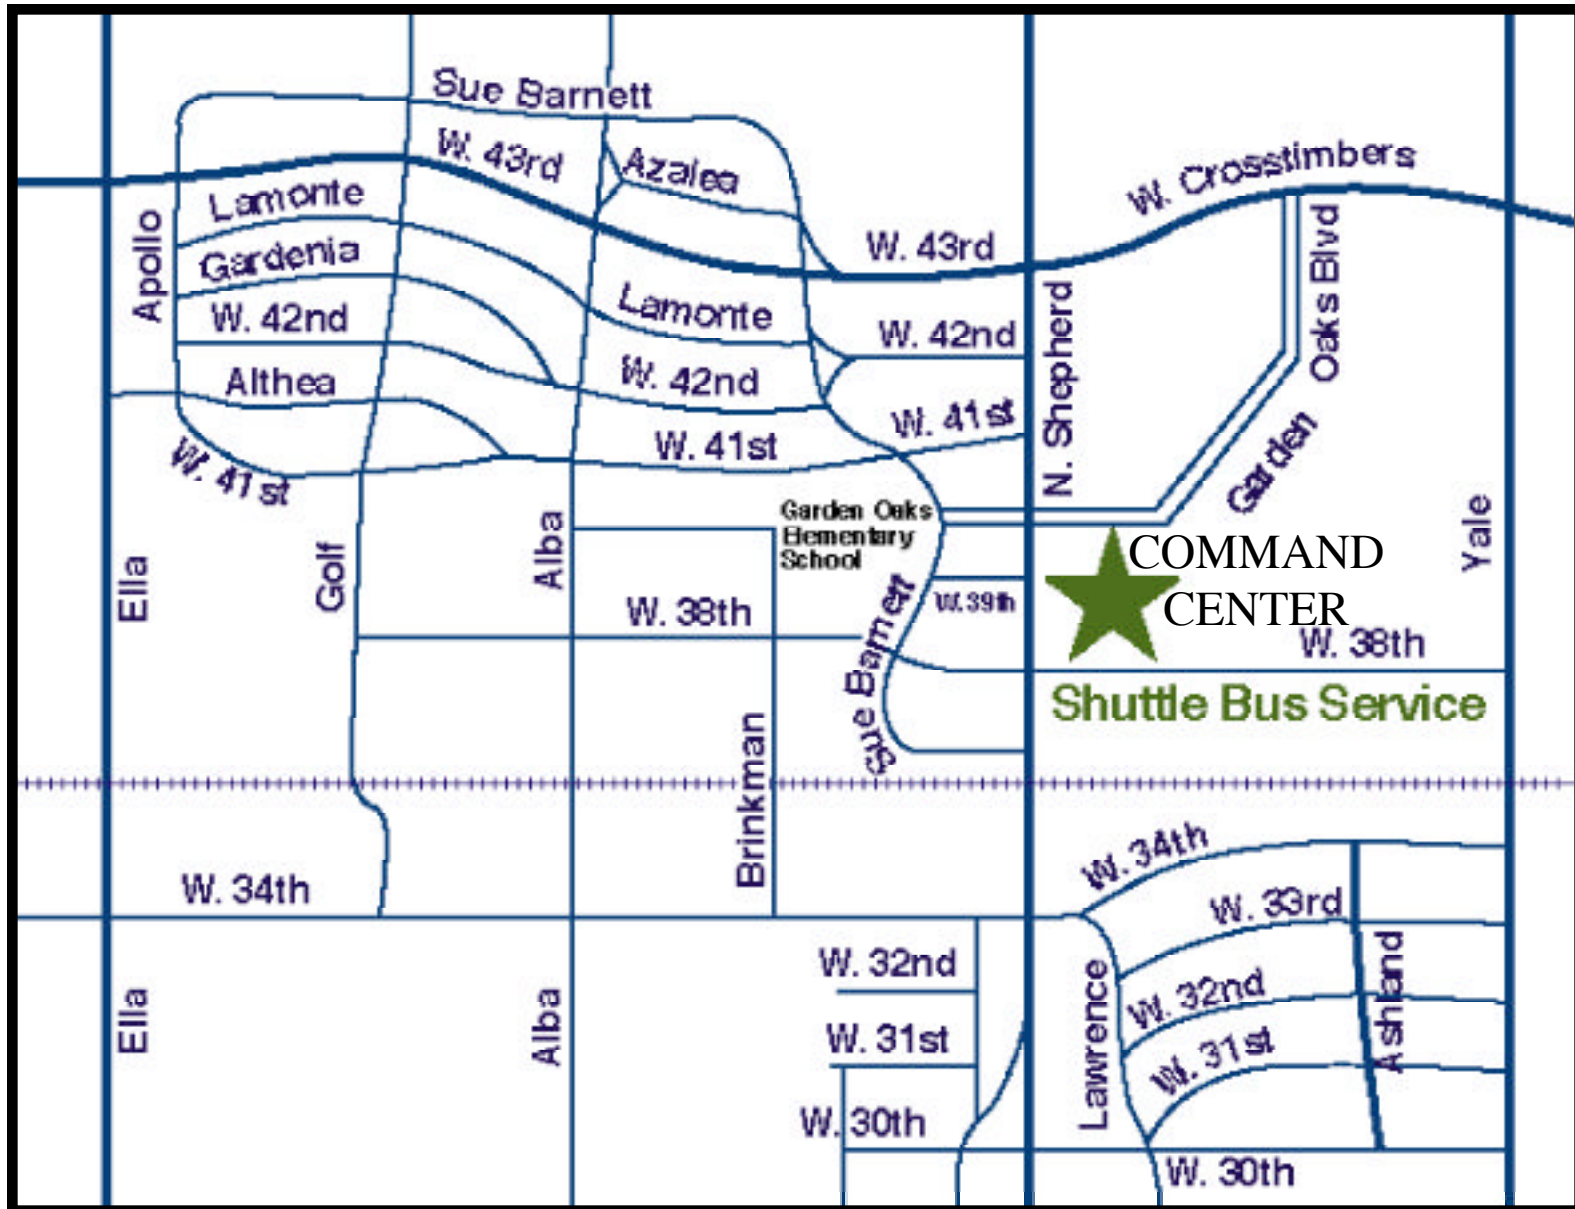 Sue Barnett
W. 43rd
Azalea
W. Crosstimbers
Lamonte
Apollo
Gardenia
W. 43rd
Oaks Blvd
W. 42nd
Lamonte
W. 42nd
N. Shepherd
Althea
W. 42nd
W. 41st
W. 41st
W. 41st
Garden
Garden Oaks
Elementary
School
Yale
Ella
Golf
Alba
COMMAND
CENTER
W. 39th
W. 38th
W. 38th
Sue Barnett
Shuttle Bus Service
Brinkman
W. 34th
W. 34th
W. 33rd
W. 32nd
Lawrence
W. 32nd
Ashland
Ella
Alba
W. 31st
W. 31st
W. 30th
W. 30th